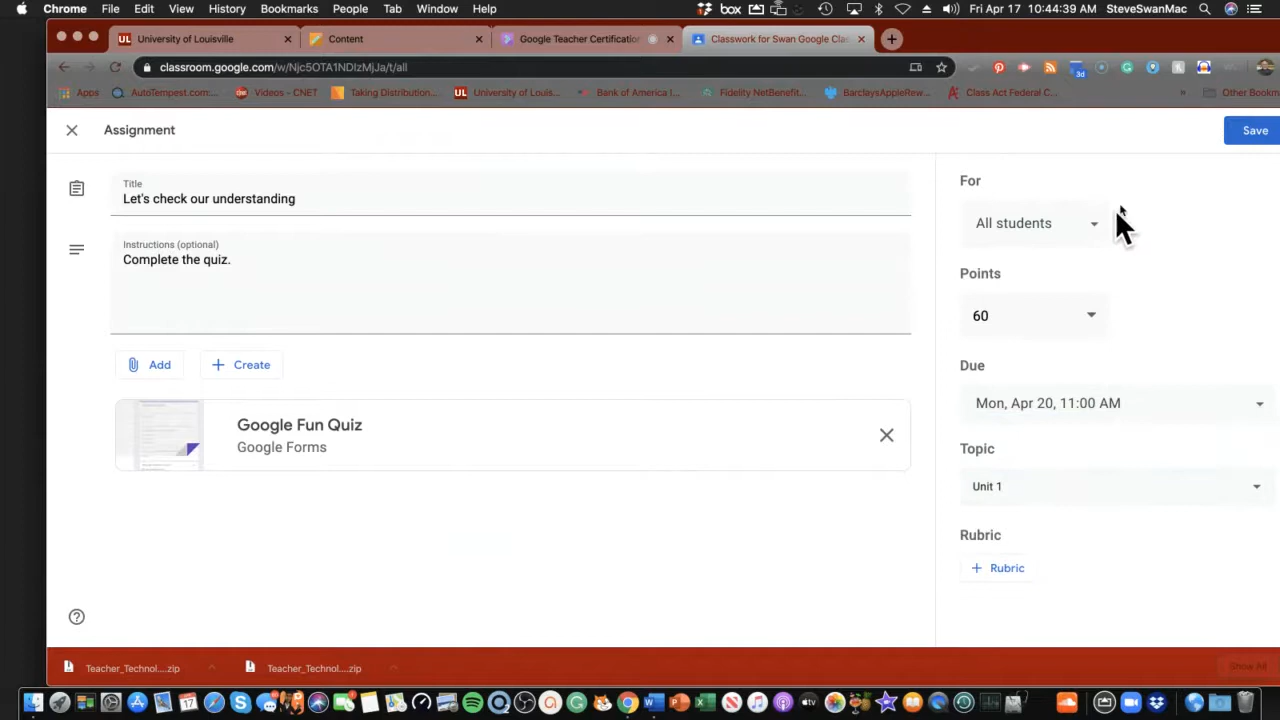 Chrome File Edit View History Bookmarks People Tab Window Help box Fri Apr 17 10:44:39 AM SteveSwanMac
University of Louisville Content Google Teacher Certification Classwork for Swan Google Clas
classroom.google.com/w/Njc5OTA1NDIzMjJa/t/all
3d
Apps AutoTempest.com:... Videos - CNET Taking Distribution... University of Louis... Bank of America I... Fidelity NetBenefit... BarclaysAppleRew... Class Act Federal C... » Other Bookm
Assignment Save
Title
Let's check our understanding
Instructions (optional)
Complete the quiz.
Add Create
Google Fun Quiz
Google Forms
For
All students
Points
60
Due
Mon, Apr 20, 11:00 AM
Topic
Unit 1
Rubric
Rubric
Teacher_Technol....zip Teacher_Technol....zip Show All